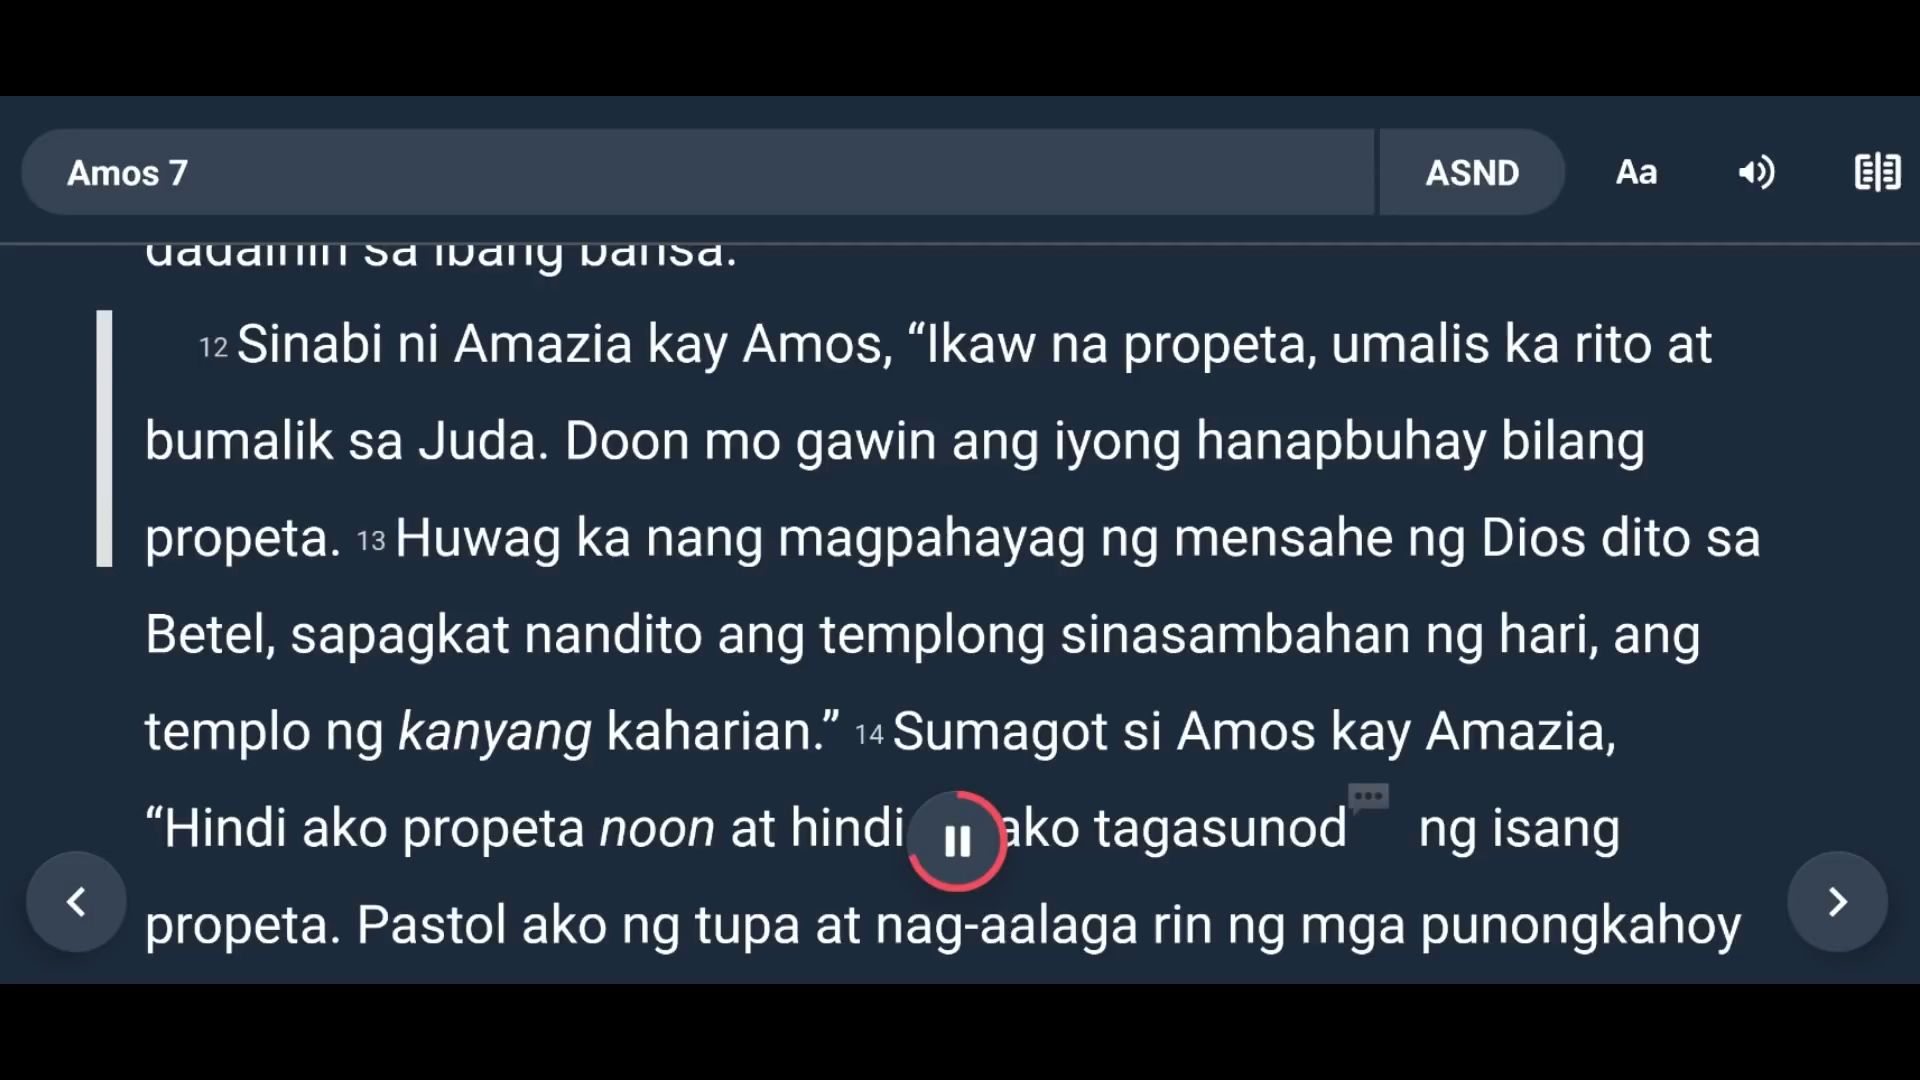 Amos 7
ASND
Aa
dadalhin sa ibang bansa.
12 Sinabi ni Amazia kay Amos, “Ikaw na propeta, umalis ka rito at
bumalik sa Juda. Doon mo gawin ang iyong hanapbuhay bilang
propeta. 13 Huwag ka nang magpahayag ng mensahe ng Dios dito sa
Betel, sapagkat nandito ang templong sinasambahan ng hari, ang
templo ng kanyang kaharian.” 14 Sumagot si Amos kay Amazia,
“Hindi ako propeta noon at hindi ako tagasunod ng isang
propeta. Pastol ako ng tupa at nag-aalaga rin ng mga punongkahoy